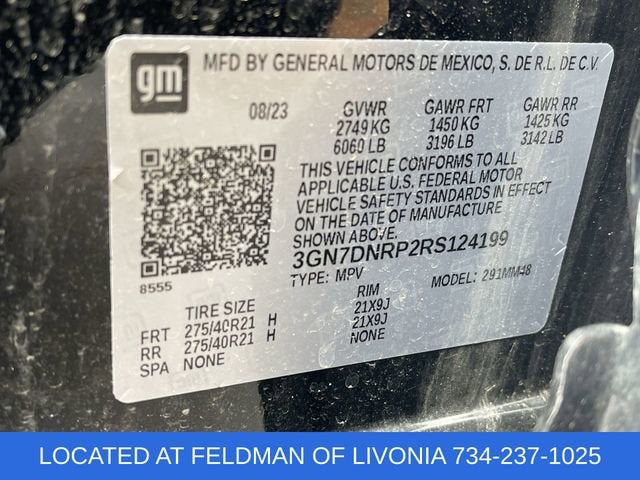 gm
MFD BY GENERAL MOTORS DE MEXICO, S. DE R.L. DE C.V.
08/23 GVWR GAWR FRT GAWR RR
2749 KG 1450 KG 1425 KG
6060 LB 3196 LB 3142 LB
THIS VEHICLE CONFORMS TO ALL
APPLICABLE U.S. FEDERAL MOTOR
VEHICLE SAFETY STANDARDS IN EFFECT
ON THE DATE OF MANUFACTURE
SHOWN ABOVE.
3GN7DNRP2RS124199
8555 TYPE: MPV MODEL: 291MM48
TIRE SIZE RIM
FRT 275/40R21 H 21X9J
RR 275/40R21 H 21X9J
SPA NONE NONE
LOCATED AT FELDMAN OF LIVONIA 734-237-1025